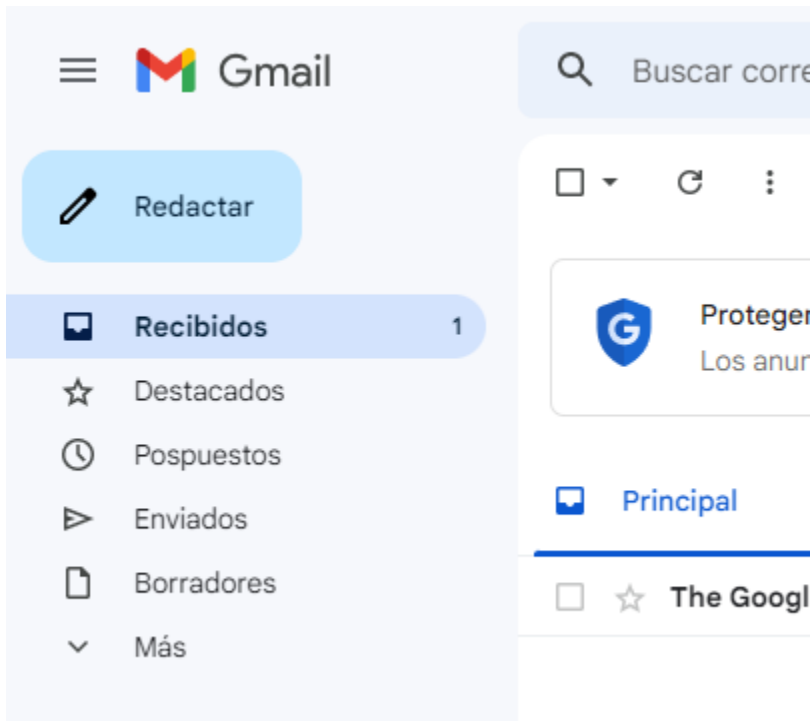 Gmail
Buscar corre
Redactar
Recibidos 1
Destacados
Pospuestos
Enviados
Borradores
Más
Proteger
Los anun
Principal
The Googl